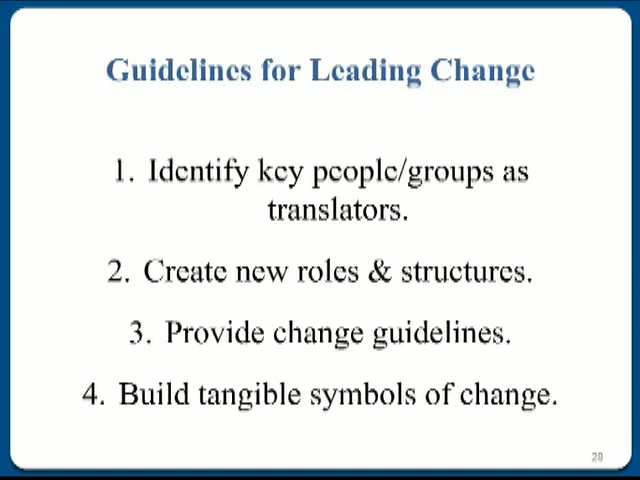 Guidelines for Leading Change
1. Identify key people/groups as
translators.
2. Create new roles & structures.
3. Provide change guidelines.
4. Build tangible symbols of change.